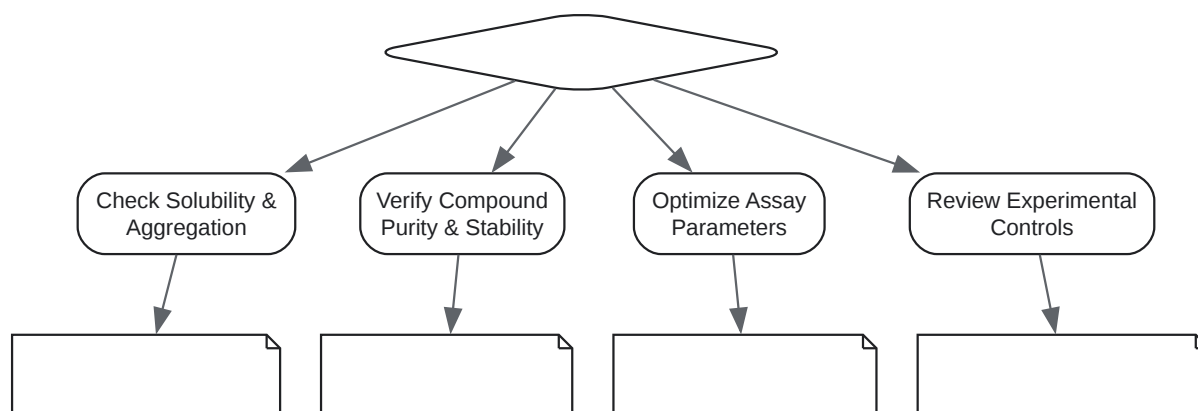 Check Solubility &
Aggregation
Verify Compound
Purity & Stability
Optimize Assay
Parameters
Review Experimental
Controls